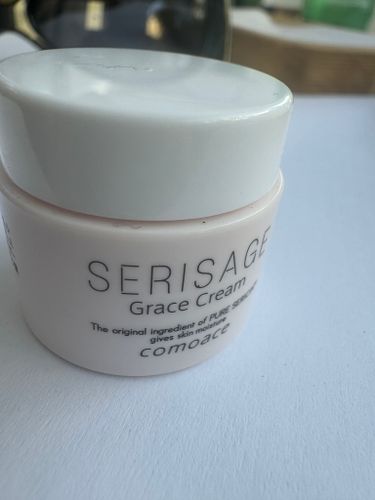 SERISAGE
Grace Cream
The original ingredient of PURE
gives skin moisture
comoace